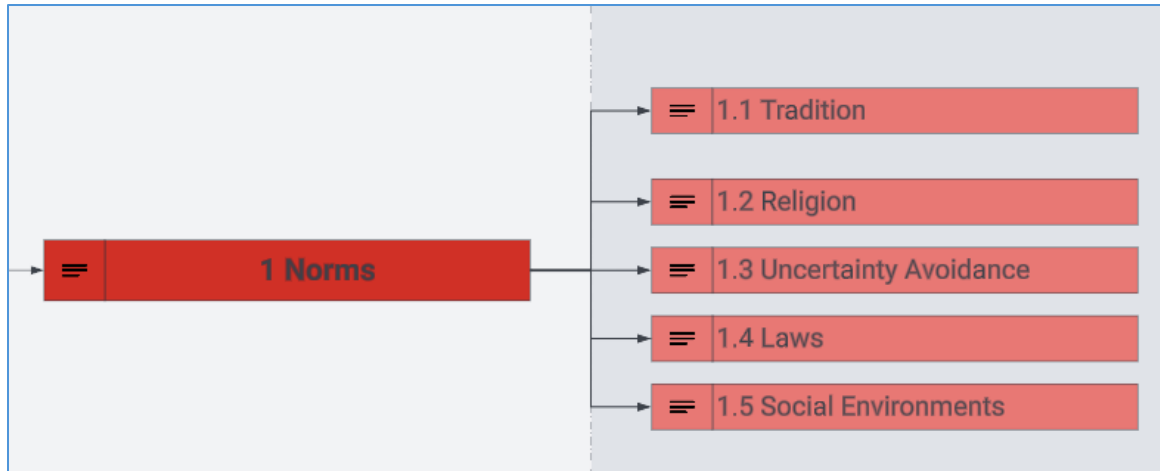 1.1 Tradition
1.2 Religion
1 Norms
1.3 Uncertainty Avoidance
1.4 Laws
1.5 Social Environments